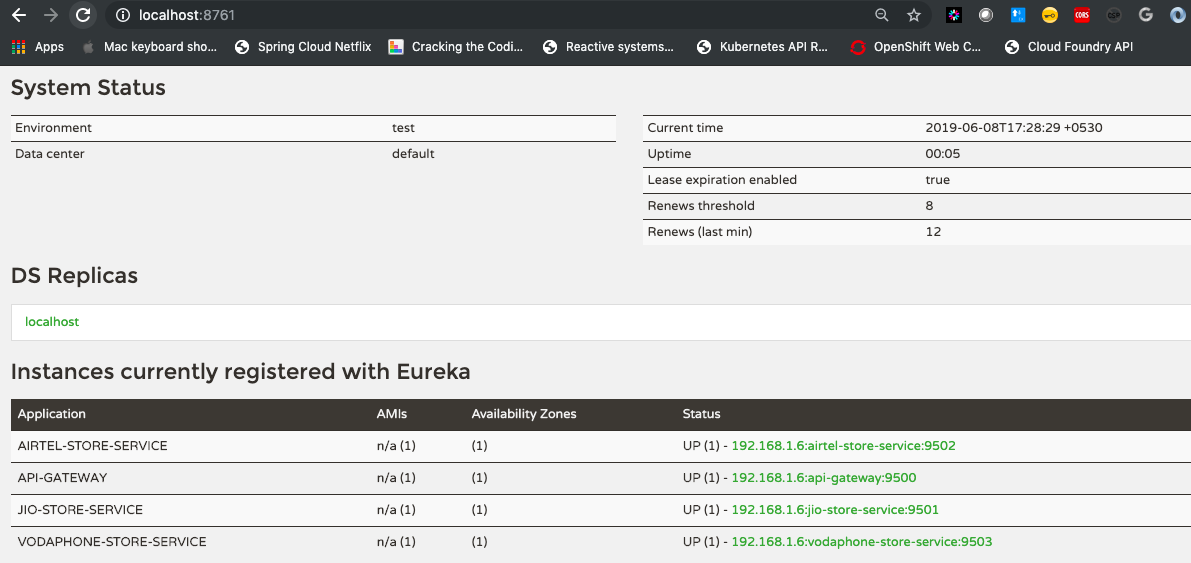 localhost:8761
Apps Mac keyboard sho... Spring Cloud Netflix Cracking the Codi... Reactive systems... Kubernetes API R... OpenShift Web C... Cloud Foundry API
System Status
Environment test
Data center default
Current time 2019-06-08T17:28:29 +0530
Uptime 00:05
Lease expiration enabled true
Renews threshold 8
Renews (last min) 12
DS Replicas
localhost
Instances currently registered with Eureka
Application AMIs Availability Zones Status
AIRTEL-STORE-SERVICE n/a (1) (1) UP (1) - 192.168.1.6:airtel-store-service:9502
API-GATEWAY n/a (1) (1) UP (1) - 192.168.1.6:api-gateway:9500
JIO-STORE-SERVICE n/a (1) (1) UP (1) - 192.168.1.6:jio-store-service:9501
VODAPHONE-STORE-SERVICE n/a (1) (1) UP (1) - 192.168.1.6:vodaphone-store-service:9503